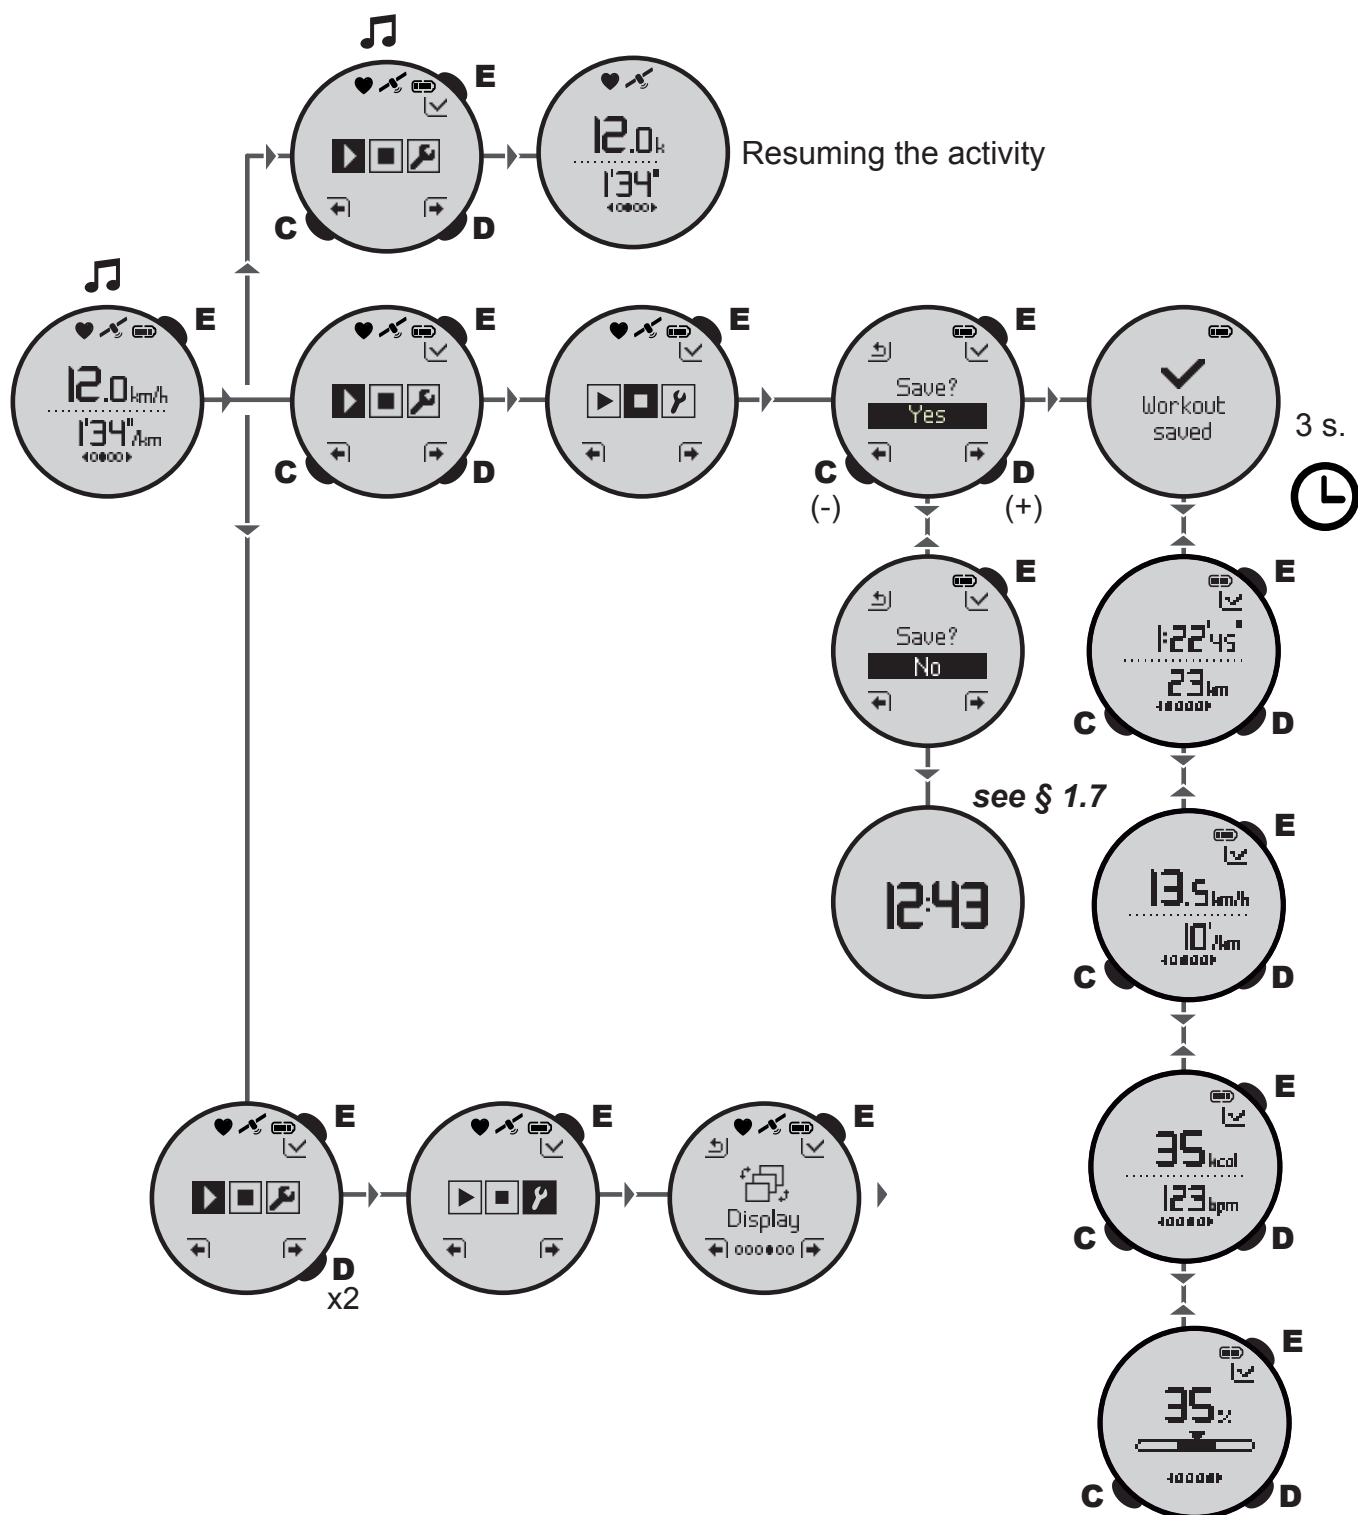 E
12.0k
1'34"
Resuming the activity
C
D
E
12.0km/h
1'34"/km
E
C
D
E
E
Save?
Yes
C
(-)
D
(+)
Workout
saved
3 s.
E
Save?
No
see § 1.7
12:43
E
1:22'45"
23km
C
D
E
13.5km/h
10'/km
C
D
E
35kcal
123bpm
C
D
E
35%
C
D
E
D
x2
E
E
Display